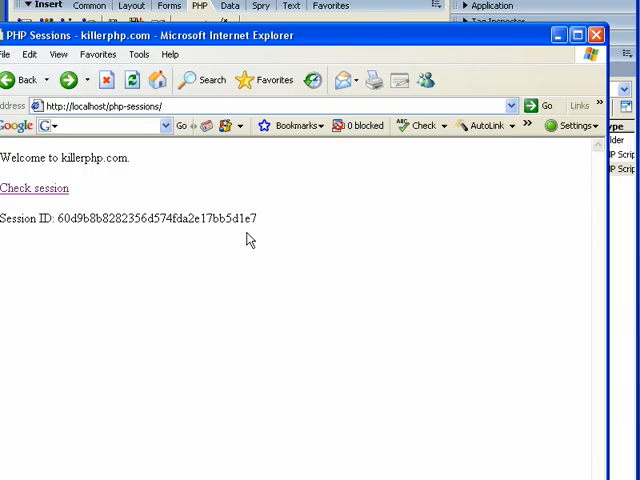 Insert Common Layout Forms PHP Data Spry Text Favorites
Application
Tag Inspector
PHP Sessions - killerphp.com - Microsoft Internet Explorer
File Edit View Favorites Tools Help
Back Search Favorites
Address http://localhost/php-sessions/ Go Links »
Google G Go Bookmarks 0 blocked Check AutoLink » Settings
Welcome to killerphp.com.
Check session
Session ID: 60d9b8b8282356d574fda2e17bb5d1e7